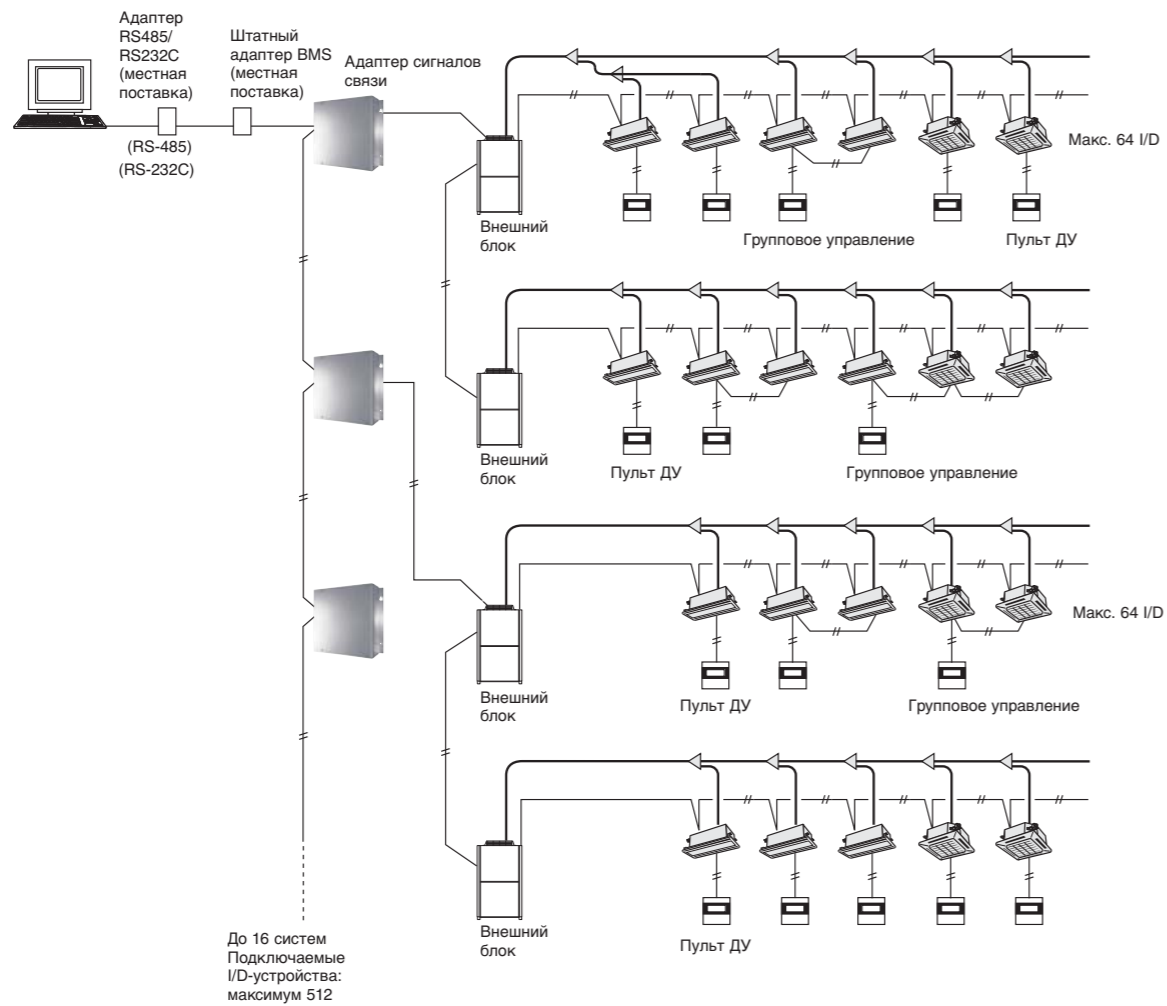 Адаптер
RS485/
RS232C
(местная
поставка)
Штатный
адаптер BMS
(местная
поставка)
Адаптер сигналов
связи
(RS-485)
(RS-232C)
Макс. 64 I/D
Внешний
блок
Групповое управление
Пульт ДУ
Внешний
блок
Пульт ДУ
Групповое управление
Макс. 64 I/D
Внешний
блок
Пульт ДУ
Групповое управление
Внешний
блок
Пульт ДУ
До 16 систем
Подключаемые
I/D-устройства:
максимум 512